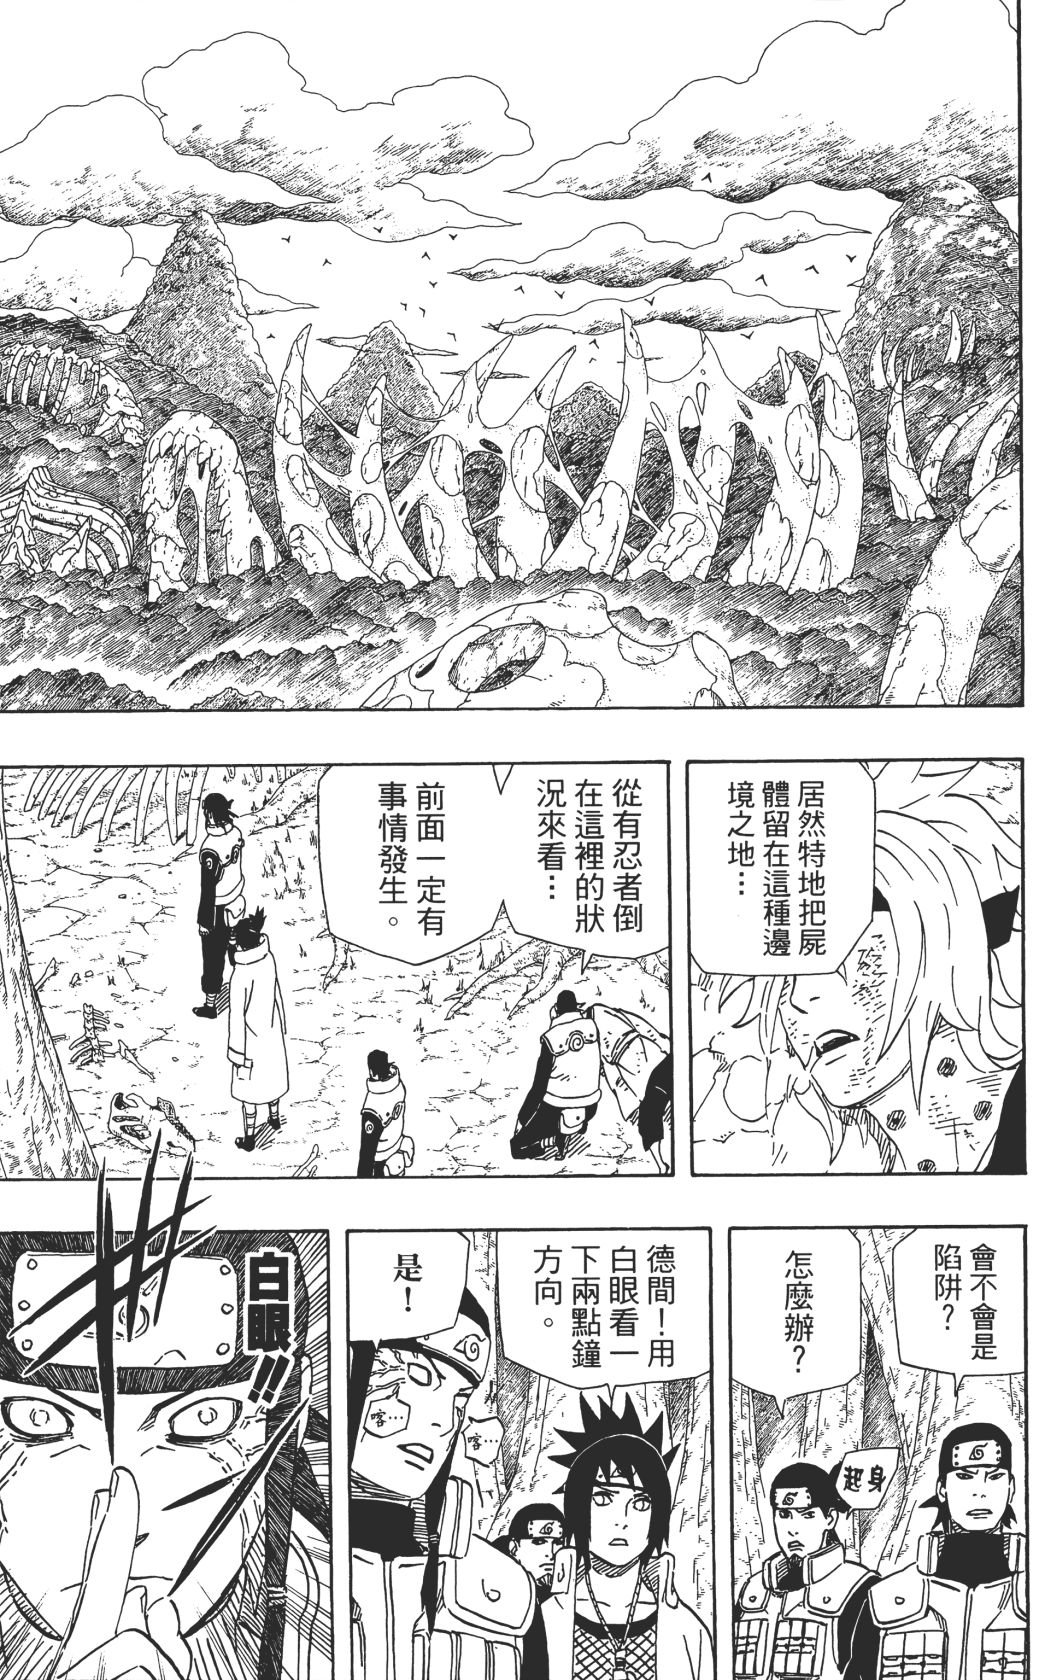 居然特地把屍
體留在這種邊
境之地…
從有忍者倒
在這裡的狀
況來看…
前面一定有
事情發生。
會不會是
陷阱？
怎麼辦？
起身
德間！用
白眼看一
下兩點鐘
方向。
喀…
是！
喀…
白眼!!